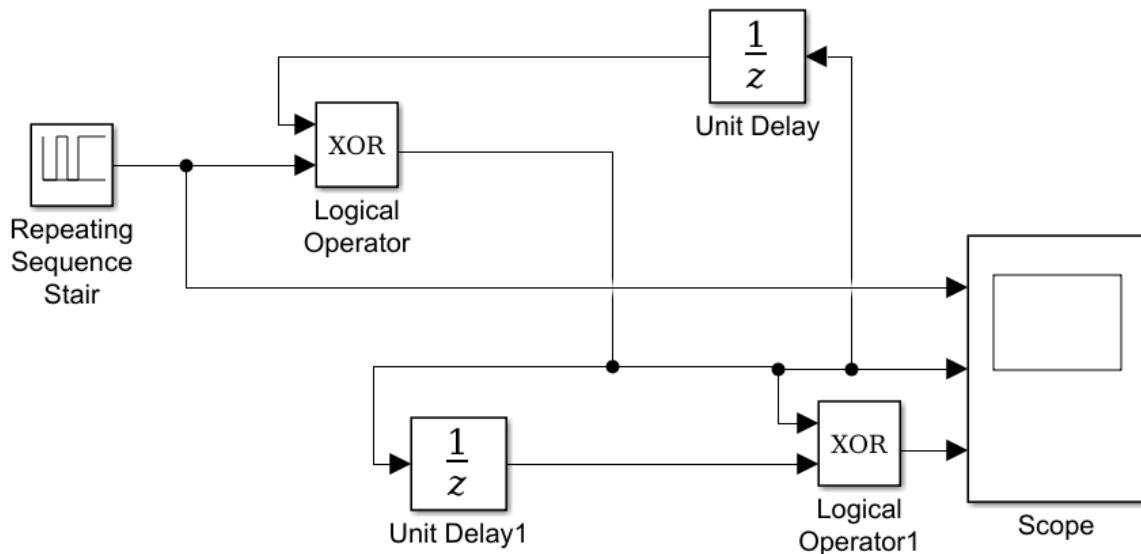 1
z
Unit Delay
XOR
Logical
Operator
Repeating
Sequence
Stair
1
z
Unit Delay1
XOR
Logical
Operator1
Scope